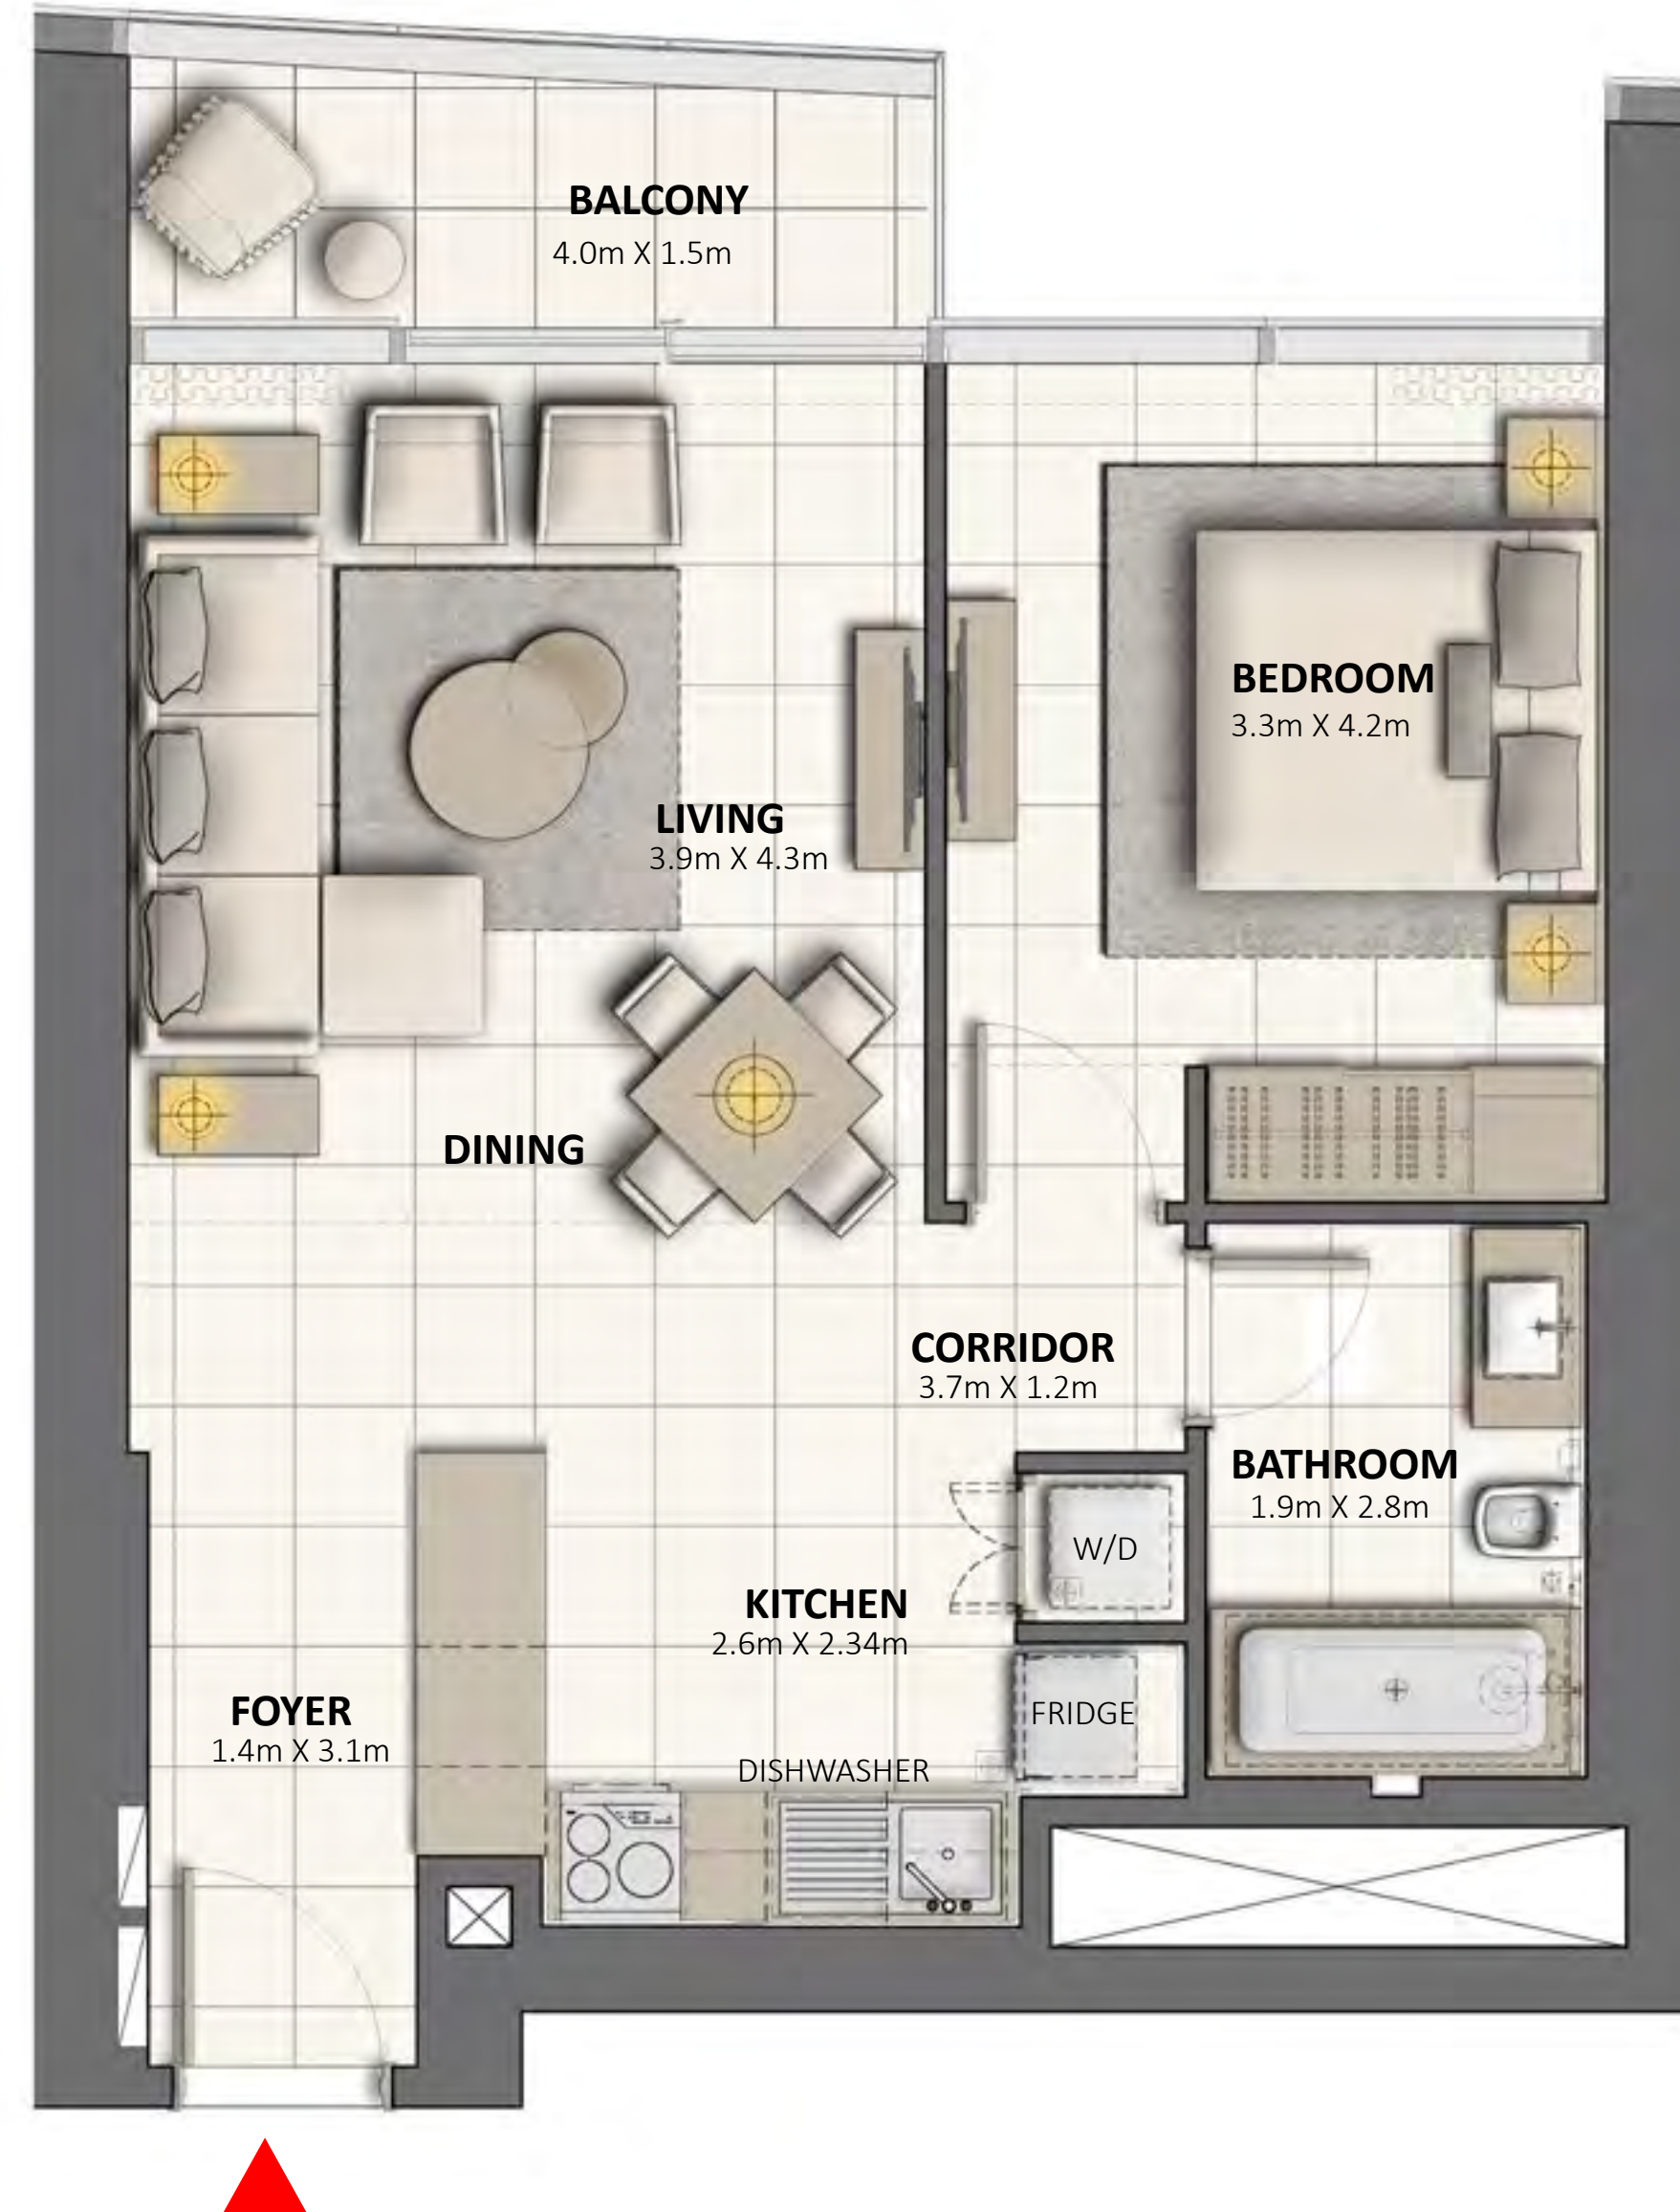 BALCONY
4.0m X 1.5m
BEDROOM
3.3m X 4.2m
LIVING
3.9m X 4.3m
DINING
CORRIDOR
3.7m X 1.2m
BATHROOM
1.9m X 2.8m
W/D
KITCHEN
2.6m X 2.34m
FRIDGE
FOYER
1.4m X 3.1m
DISHWASHER